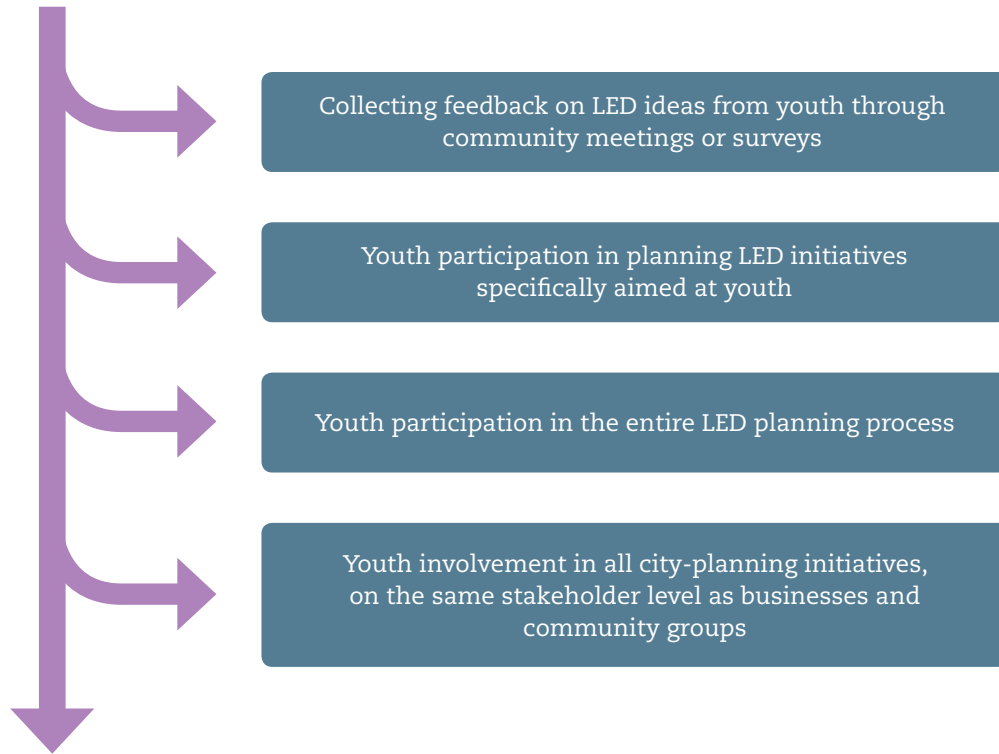 Collecting feedback on LED ideas from youth through
community meetings or surveys
Youth participation in planning LED initiatives
specifically aimed at youth
Youth participation in the entire LED planning process
Youth involvement in all city-planning initiatives,
on the same stakeholder level as businesses and
community groups